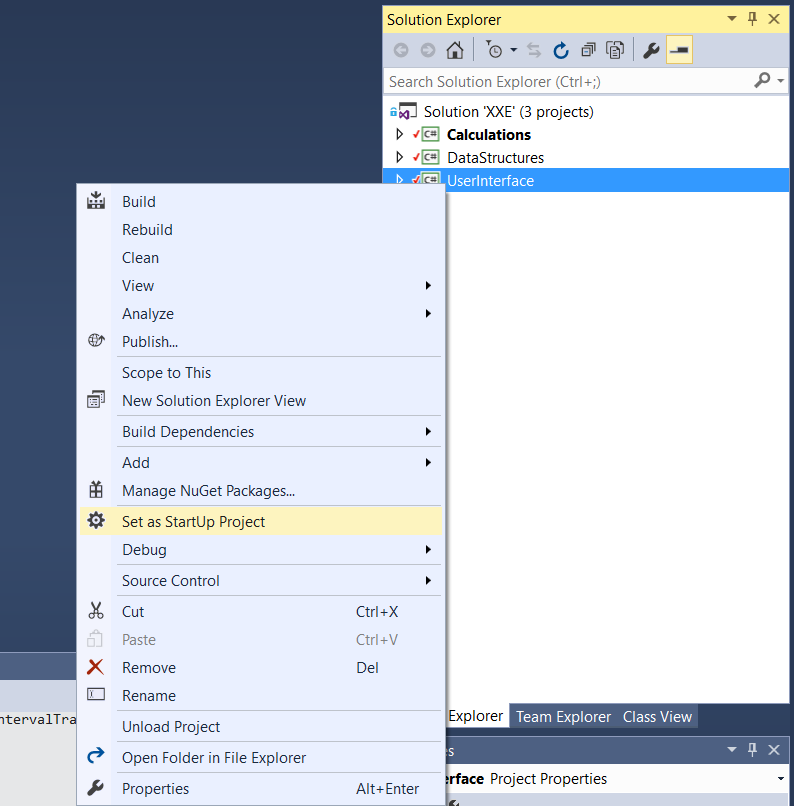 Solution Explorer
Search Solution Explorer (Ctrl+;)
Solution 'XXE' (3 projects)
C# Calculations
C# DataStructures
C# UserInterface
Build
Rebuild
Clean
View
Analyze
Publish...
Scope to This
New Solution Explorer View
Build Dependencies
Add
Manage NuGet Packages...
Set as StartUp Project
Debug
Source Control
Cut Ctrl+X
Paste Ctrl+V
Remove Del
Rename
Unload Project
Open Folder in File Explorer
Properties Alt+Enter
ntervalTra
Explorer Team Explorer Class View
es
erface Project Properties